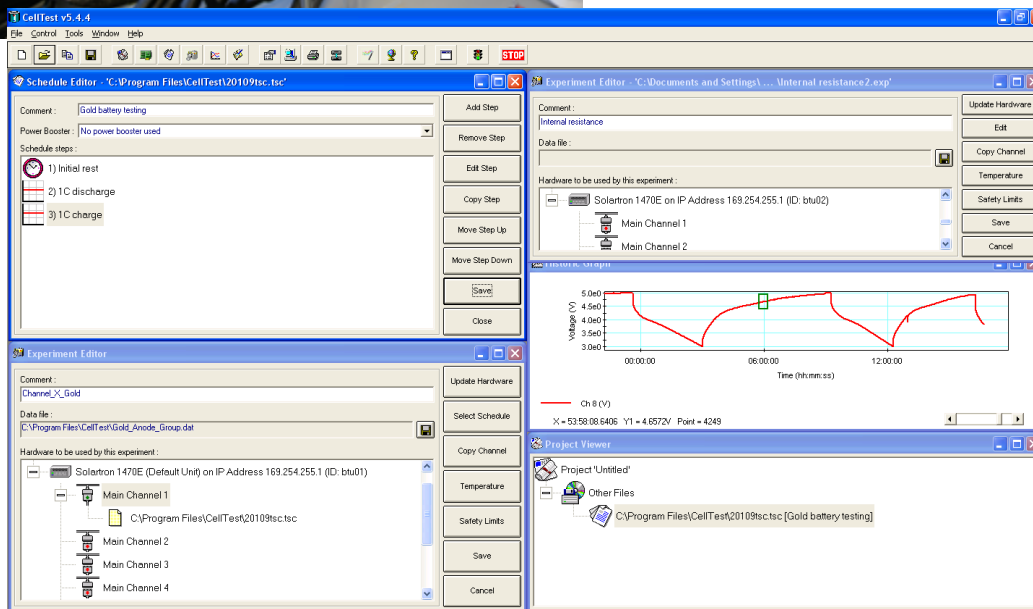 CellTest v5.4.4
File Control Tools Window Help
STOP
Schedule Editor - 'C:\Program Files\CellTest\20109tsc.tsc'
Comment : Gold battery testing
Power Booster : No power booster used
Schedule steps :
1) Initial rest
2) 1C discharge
3) 1C charge
Add Step
Remove Step
Edit Step
Copy Step
Move Step Up
Move Step Down
Save
Close
Experiment Editor - 'C:\Documents and Settings\ ... \Internal resistance2.exp'
Comment :
Internal resistance
Data file :
Hardware to be used by this experiment :
Solartron 1470E on IP Address 169.254.255.1 (ID: btu02)
Main Channel 1
Main Channel 2
Update Hardware
Edit
Copy Channel
Temperature
Safety Limits
Save
Cancel
Historic Graph
Voltage (V)
5.0e0
4.5e0
4.0e0
3.5e0
3.0e0
00:00:00 06:00:00 12:00:00
Time (hh:mm:ss)
Ch 8 (V)
X = 53:58:08.6406 Y1 = 4.6572V Point = 4249
Experiment Editor
Comment :
Channel_X_Gold
Data file :
C:\Program Files\CellTest\Gold_Anode_Group.dat
Hardware to be used by this experiment :
Solartron 1470E (Default Unit) on IP Address 169.254.255.1 (ID: btu01)
Main Channel 1
C:\Program Files\CellTest\20109tsc.tsc
Main Channel 2
Main Channel 3
Main Channel 4
Update Hardware
Select Schedule
Copy Channel
Temperature
Safety Limits
Save
Cancel
Project Viewer
Project 'Untitled'
Other Files
C:\Program Files\CellTest\20109tsc.tsc [Gold battery testing]